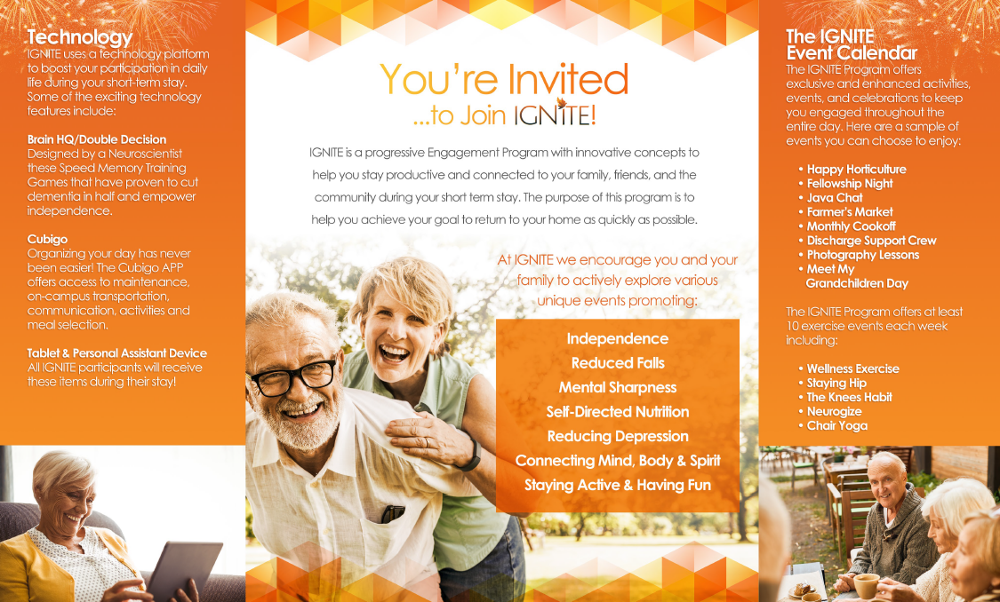 Technology
IGNITE uses a technology platform
to boost your participation in daily
life during your short-term stay.
Some of the exciting technology
features include:
Brain HQ/Double Decision
Designed by a Neuroscientist
these Speed Memory Training
Games that have proven to cut
dementia in half and empower
independence.
Cubigo
Organizing your day has never
been easier! The Cubigo APP
offers access to maintenance,
on-campus transportation,
communication, activities and
meal selection.
Tablet & Personal Assistant Device
All IGNITE participants will receive
these items during their stay!
You're Invited
...to Join IGNITE!
IGNITE is a progressive Engagement Program with innovative concepts to
help you stay productive and connected to your family, friends, and the
community during your short term stay. The purpose of this program is to
help you achieve your goal to return to your home as quickly as possible.
At IGNITE we encourage you and your
family to actively explore various
unique events promoting:
Independence
Reduced Falls
Mental Sharpness
Self-Directed Nutrition
Reducing Depression
Connecting Mind, Body & Spirit
Staying Active & Having Fun
The IGNITE
Event Calendar
The IGNITE Program offers
exclusive and enhanced activities,
events, and celebrations to keep
you engaged throughout the
entire day. Here are a sample of
events you can choose to enjoy:
• Happy Horticulture
• Fellowship Night
• Java Chat
• Farmer's Market
• Monthly Cookoff
• Discharge Support Crew
• Photography Lessons
• Meet My
Grandchildren Day
The IGNITE Program offers at least
10 exercise events each week
including:
• Wellness Exercise
• Staying Hip
• The Knees Habit
• Neurogize
• Chair Yoga